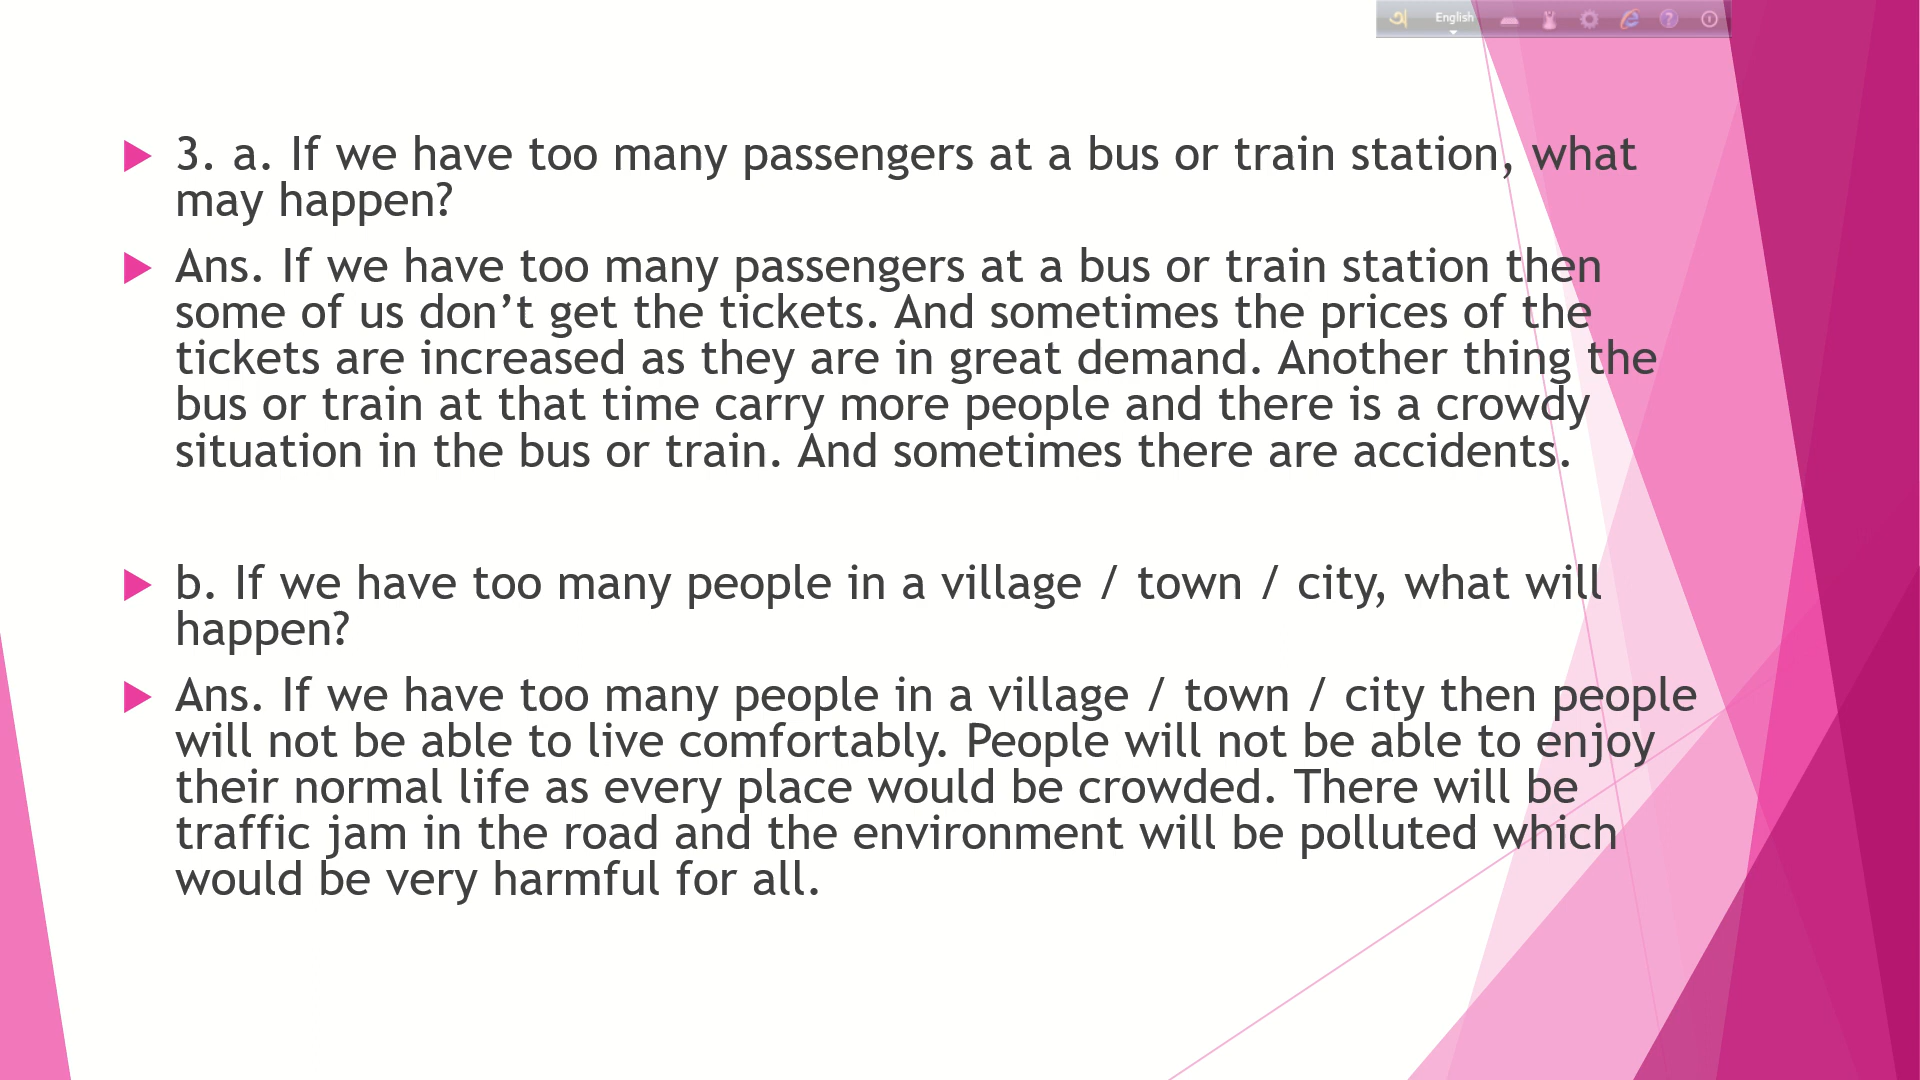 অ English
3. a. If we have too many passengers at a bus or train station, what
may happen?
Ans. If we have too many passengers at a bus or train station then
some of us don’t get the tickets. And sometimes the prices of the
tickets are increased as they are in great demand. Another thing the
bus or train at that time carry more people and there is a crowdy
situation in the bus or train. And sometimes there are accidents.
b. If we have too many people in a village / town / city, what will
happen?
Ans. If we have too many people in a village / town / city then people
will not be able to live comfortably. People will not be able to enjoy
their normal life as every place would be crowded. There will be
traffic jam in the road and the environment will be polluted which
would be very harmful for all.